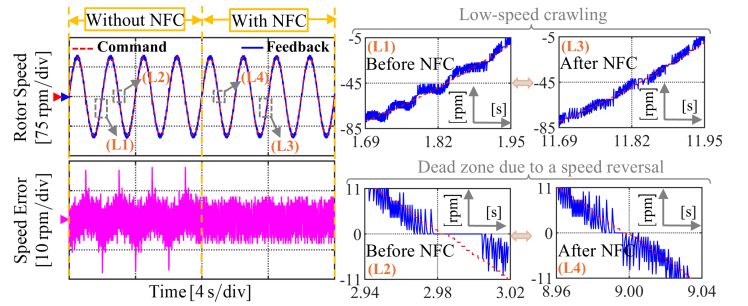 Without NFC
With NFC
Command
Feedback
(L2)
(L4)
(L1)
(L3)
Rotor Speed
[75 rpm/div]
Speed Error
[10 rpm/div]
Time [4 s/div]
Low-speed crawling
-5
(L1)
Before NFC
-45
[rpm]
[s]
-85
1.69
1.82
1.95
-5
(L3)
After NFC
-45
[rpm]
[s]
-85
11.69
11.82
11.95
Dead zone due to a speed reversal
11
[rpm]
[s]
0
Before NFC
(L2)
-11
2.94
2.98
3.02
11
[rpm]
[s]
0
After NFC
(L4)
-11
8.96
9.00
9.04